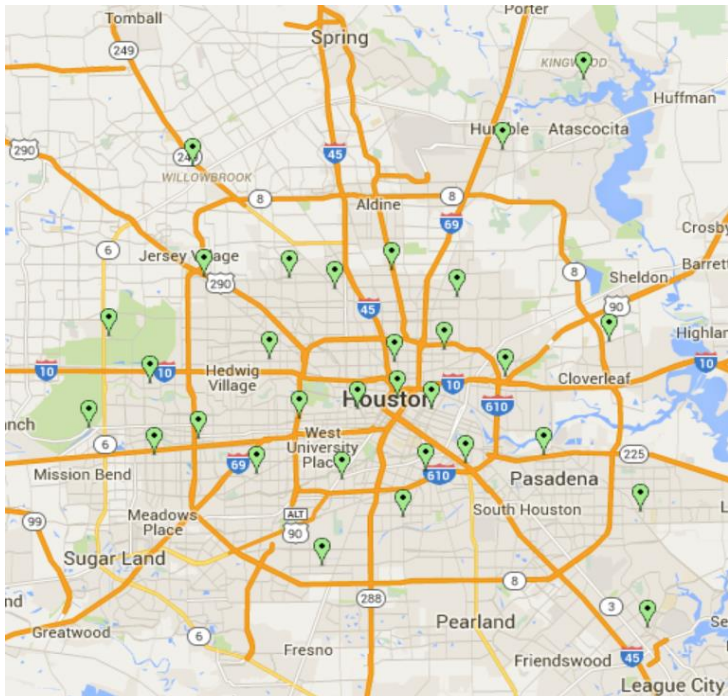 Tomball
Porter
Spring
249
KINGWOOD
Huffman
Humble
Atascocita
290
45
249
WILLOWBROOK
8
8
Aldine
69
Crosby
6
Jersey Village
Barrett
8
Sheldon
290
90
45
Highlan
10
10
Hedwig
Village
Cloverleaf
10
10
Houston
610
nch
West
University
Place
6
69
225
Mission Bend
610
Pasadena
99
Meadows
Place
ALT
90
South Houston
L
Sugar Land
8
288
3
nd
Pearland
Se
Greatwood
6
Fresno
45
Friendswood
League City